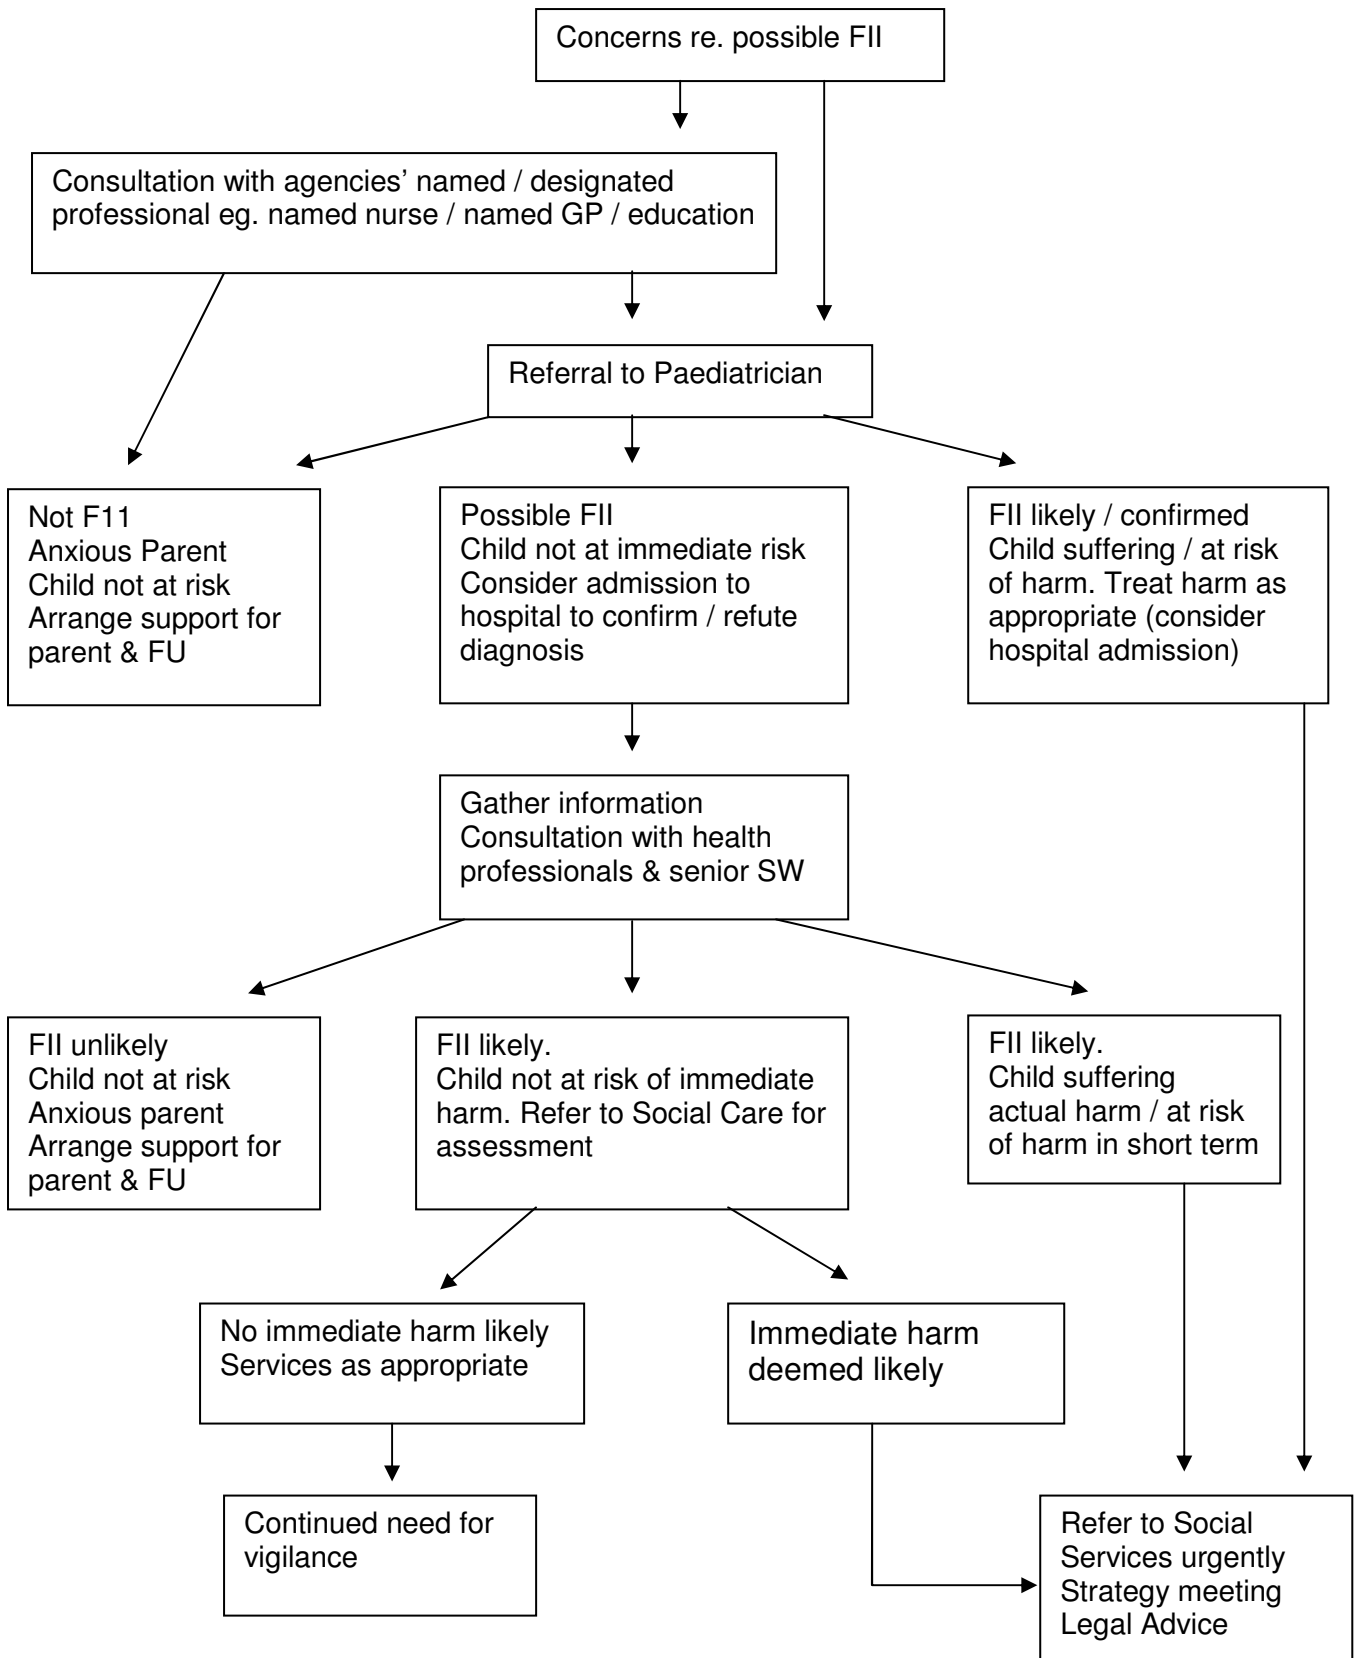 Concerns re. possible FII
Consultation with agencies’ named / designated
professional eg. named nurse / named GP / education
Referral to Paediatrician
Not F11
Anxious Parent
Child not at risk
Arrange support for
parent & FU
Possible FII
Child not at immediate risk
Consider admission to
hospital to confirm / refute
diagnosis
FII likely / confirmed
Child suffering / at risk
of harm. Treat harm as
appropriate (consider
hospital admission)
Gather information
Consultation with health
professionals & senior SW
FII unlikely
Child not at risk
Anxious parent
Arrange support for
parent & FU
FII likely.
Child not at risk of immediate
harm. Refer to Social Care for
assessment
FII likely.
Child suffering
actual harm / at risk
of harm in short term
No immediate harm likely
Services as appropriate
Immediate harm
deemed likely
Continued need for
vigilance
Refer to Social
Services urgently
Strategy meeting
Legal Advice